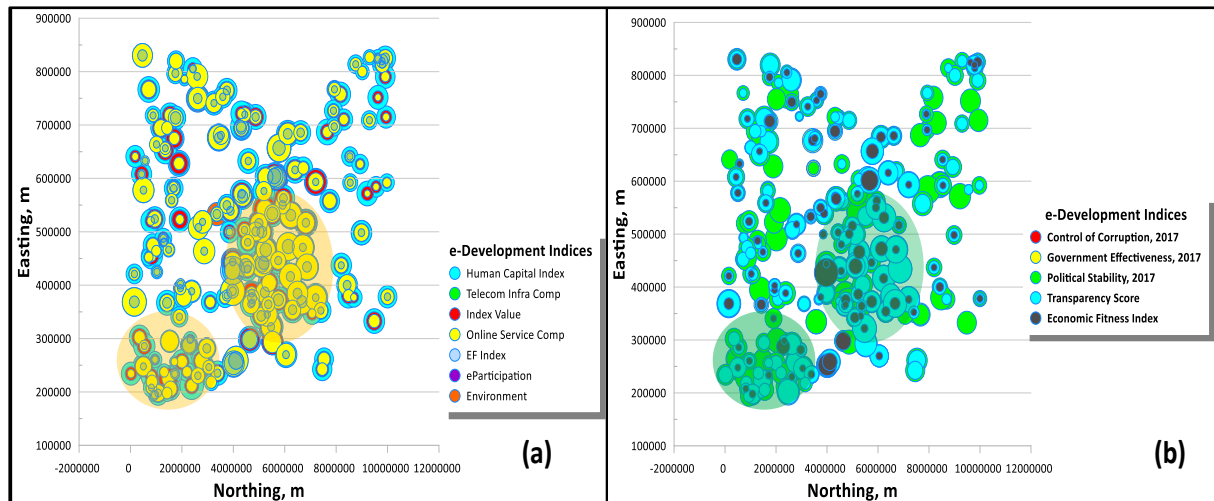 900000
800000
700000
600000
500000
400000
300000
200000
100000
Easting, m
-2000000 0 2000000 4000000 6000000 8000000 10000000 12000000
Northing, m
e-Development Indices
Human Capital Index
Telecom Infra Comp
Index Value
Online Service Comp
EF Index
eParticipation
Environment
(a)
900000
800000
700000
600000
500000
400000
300000
200000
100000
Easting, m
-2000000 0 2000000 4000000 6000000 8000000 10000000 12000000
Northing, m
e-Development Indices
Control of Corruption, 2017
Government Effectiveness, 2017
Political Stability, 2017
Transparency Score
Economic Fitness Index
(b)